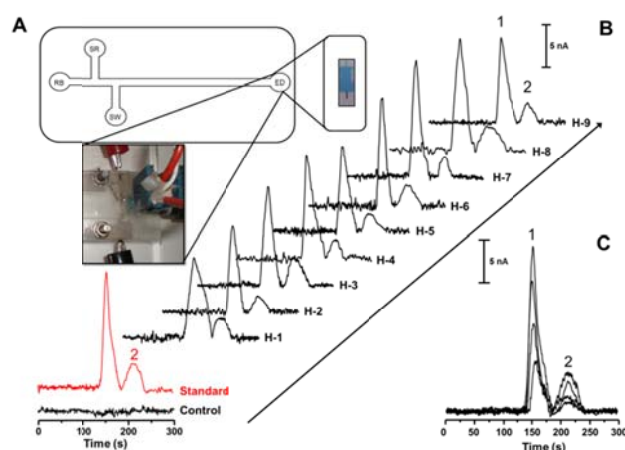 A
SR
RB
ED
SW
B
5 nA
1
2
H-9
H-8
H-7
H-6
H-5
H-4
H-3
H-2
H-1
2
Standard
Control
0 100 200 300
Time (s)
C
5 nA
1
2
0 50 100 150 200 250 300
Time (s)